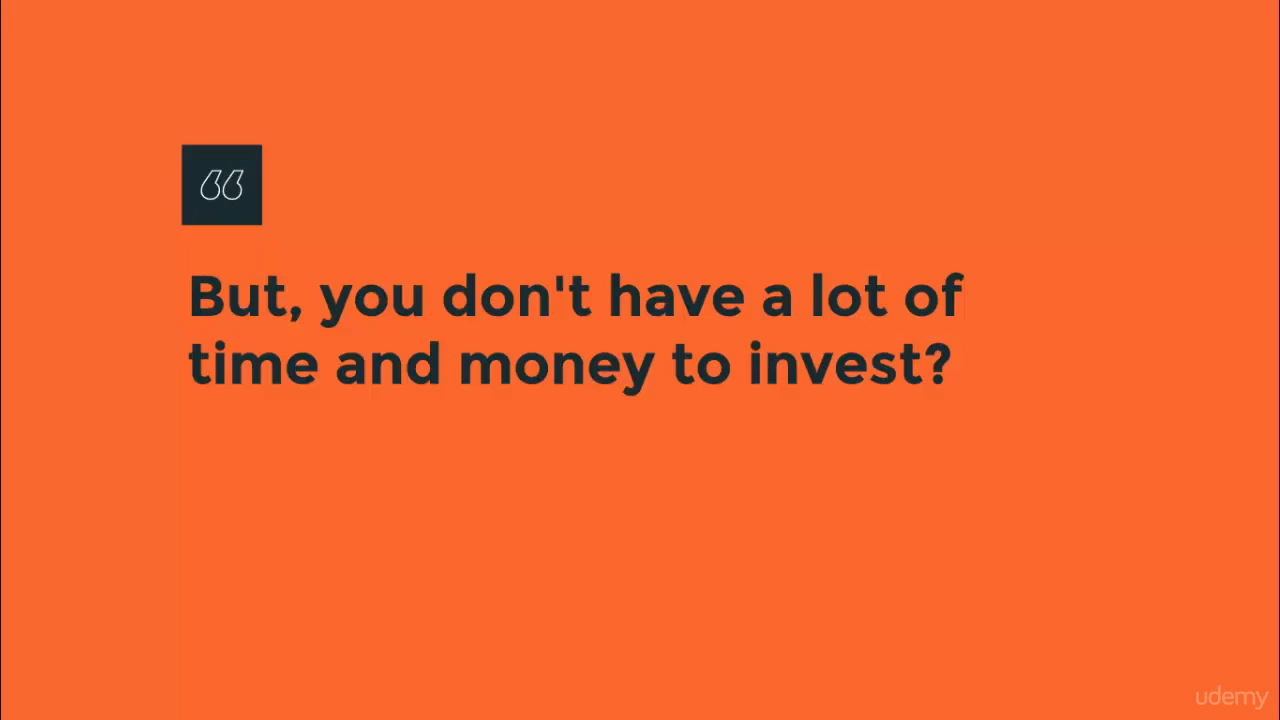 “
But, you don't have a lot of
time and money to invest?
udemy